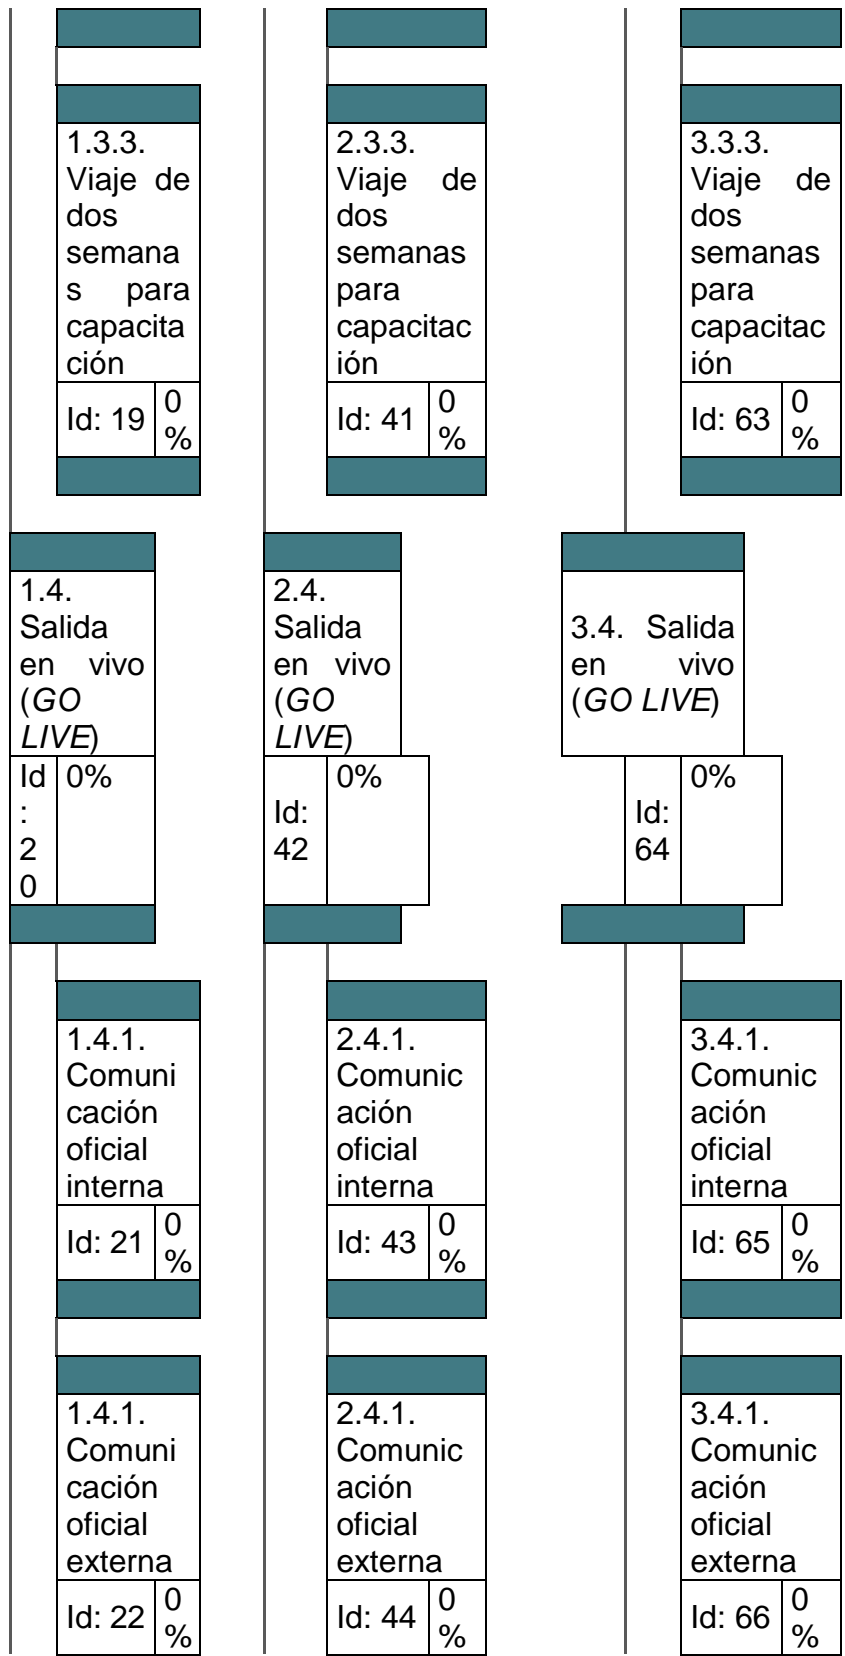 1.3.3.
Viaje de
dos
semana
s para
capacita
ción
Id: 19
0
%
2.3.3.
Viaje de
dos
semanas
para
capacitac
ión
Id: 41
0
%
3.3.3.
Viaje de
dos
semanas
para
capacitac
ión
Id: 63
0
%
1.4.
Salida
en vivo
(GO
LIVE)
Id
:
2
0
0%
2.4.
Salida
en vivo
(GO
LIVE)
Id:
42
0%
3.4. Salida
en vivo
(GO LIVE)
Id:
64
0%
1.4.1.
Comuni
cación
oficial
interna
Id: 21
0
%
2.4.1.
Comunic
ación
oficial
interna
Id: 43
0
%
3.4.1.
Comunic
ación
oficial
interna
Id: 65
0
%
1.4.1.
Comuni
cación
oficial
externa
Id: 22
0
%
2.4.1.
Comunic
ación
oficial
externa
Id: 44
0
%
3.4.1.
Comunic
ación
oficial
externa
Id: 66
0
%